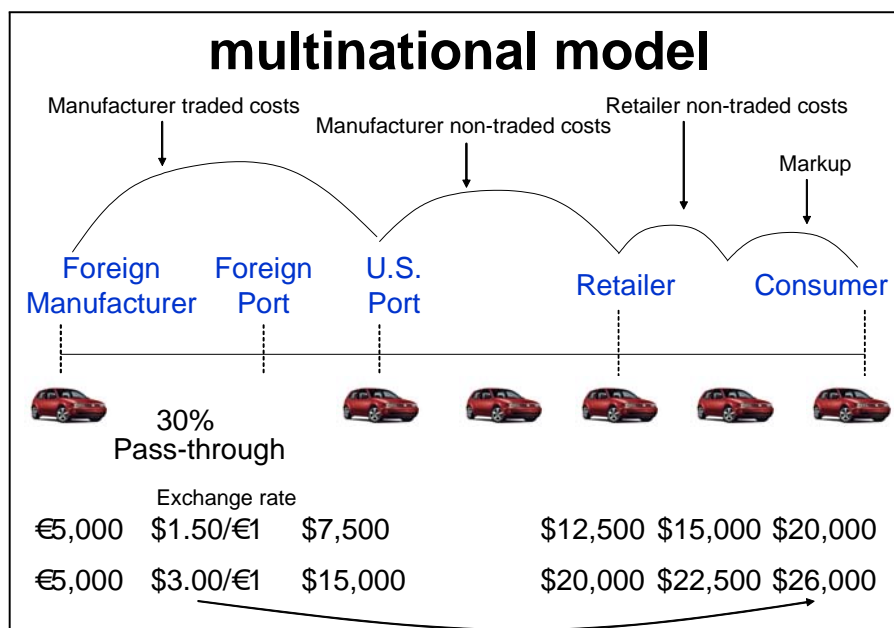 multinational model
Manufacturer traded costs
Manufacturer non-traded costs
Retailer non-traded costs
Markup
Foreign
Manufacturer
Foreign
Port
U.S.
Port
Retailer
Consumer
30%
Pass-through
Exchange rate
€5,000 $1.50/€1 $7,500 $12,500 $15,000 $20,000
€5,000 $3.00/€1 $15,000 $20,000 $22,500 $26,000